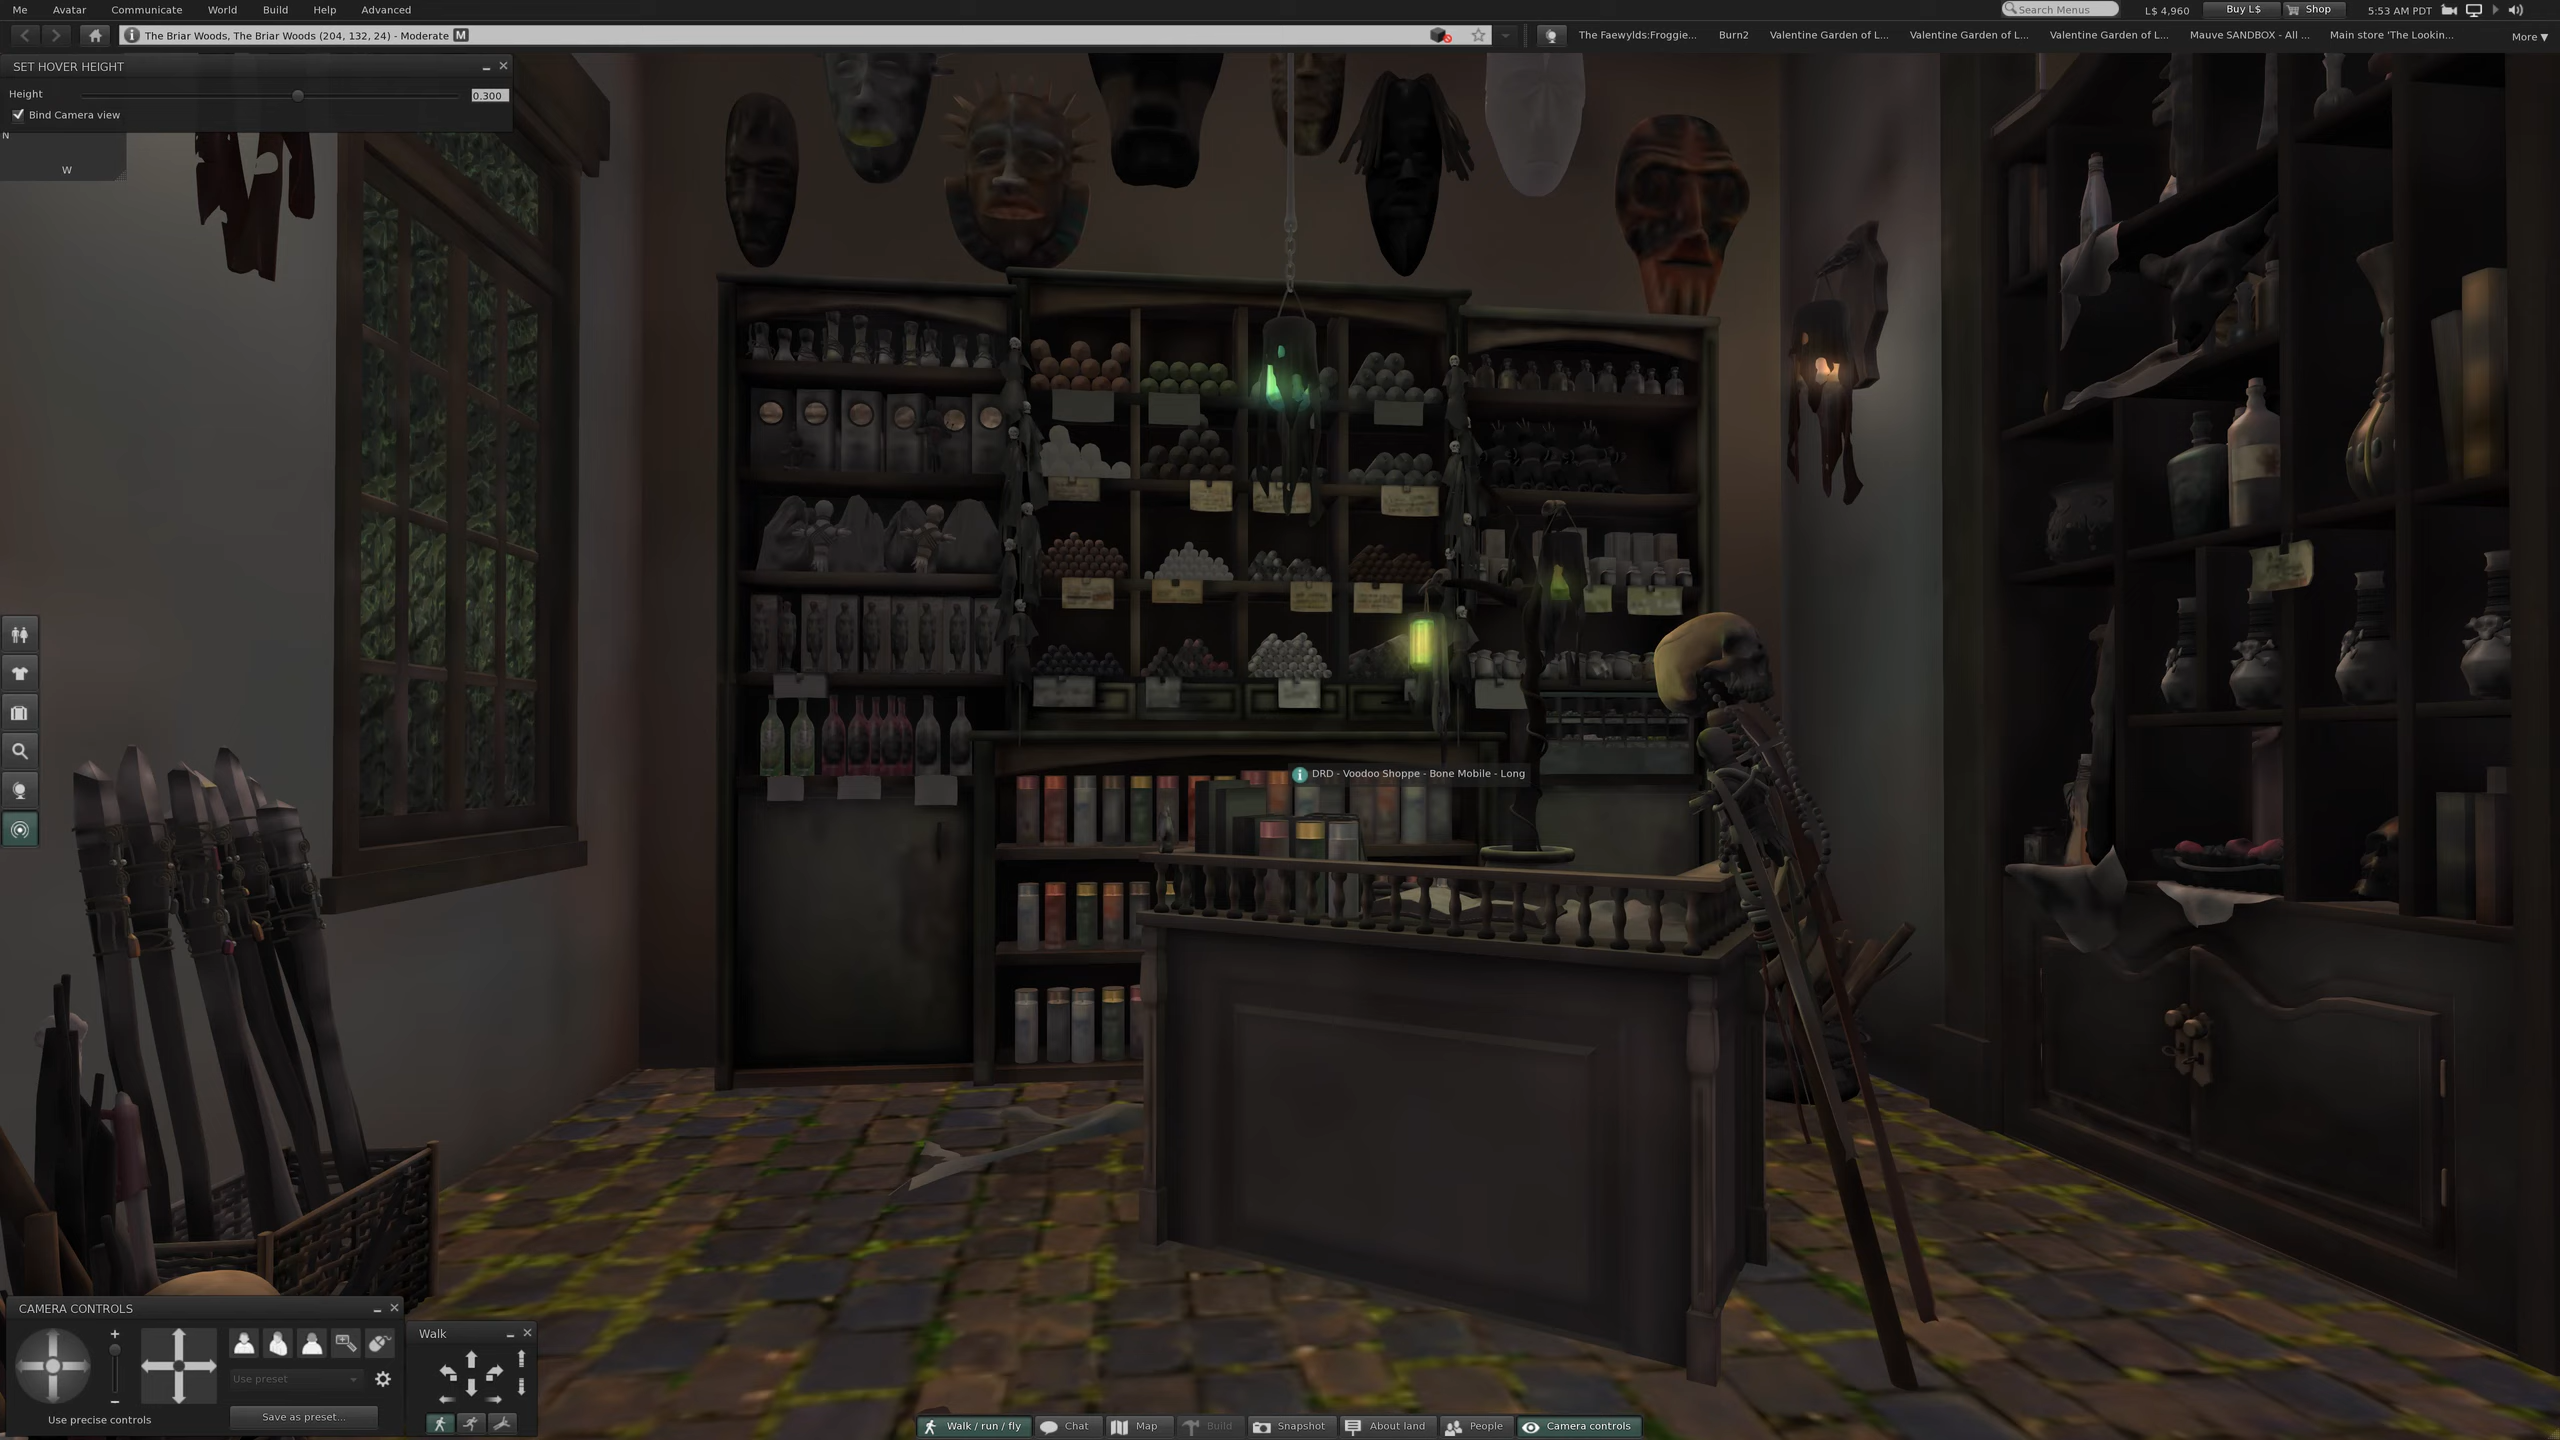 Me Avatar Communicate World Build Help Advanced
Search Menus L$ 4,960 Buy L$ Shop 5:53 AM PDT
The Briar Woods, The Briar Woods (204, 132, 24) - Moderate M
The Faewylds:Froggie... Burn2 Valentine Garden of L... Valentine Garden of L... Valentine Garden of L... Mauve SANDBOX - All ... Main store 'The Lookin... More
SET HOVER HEIGHT
Height 0.300
Bind Camera view
N
W
DRD - Voodoo Shoppe - Bone Mobile - Long
CAMERA CONTROLS
Use preset
Use precise controls
Save as preset...
Walk
Walk / run / fly Chat Map Build Snapshot About land People Camera controls